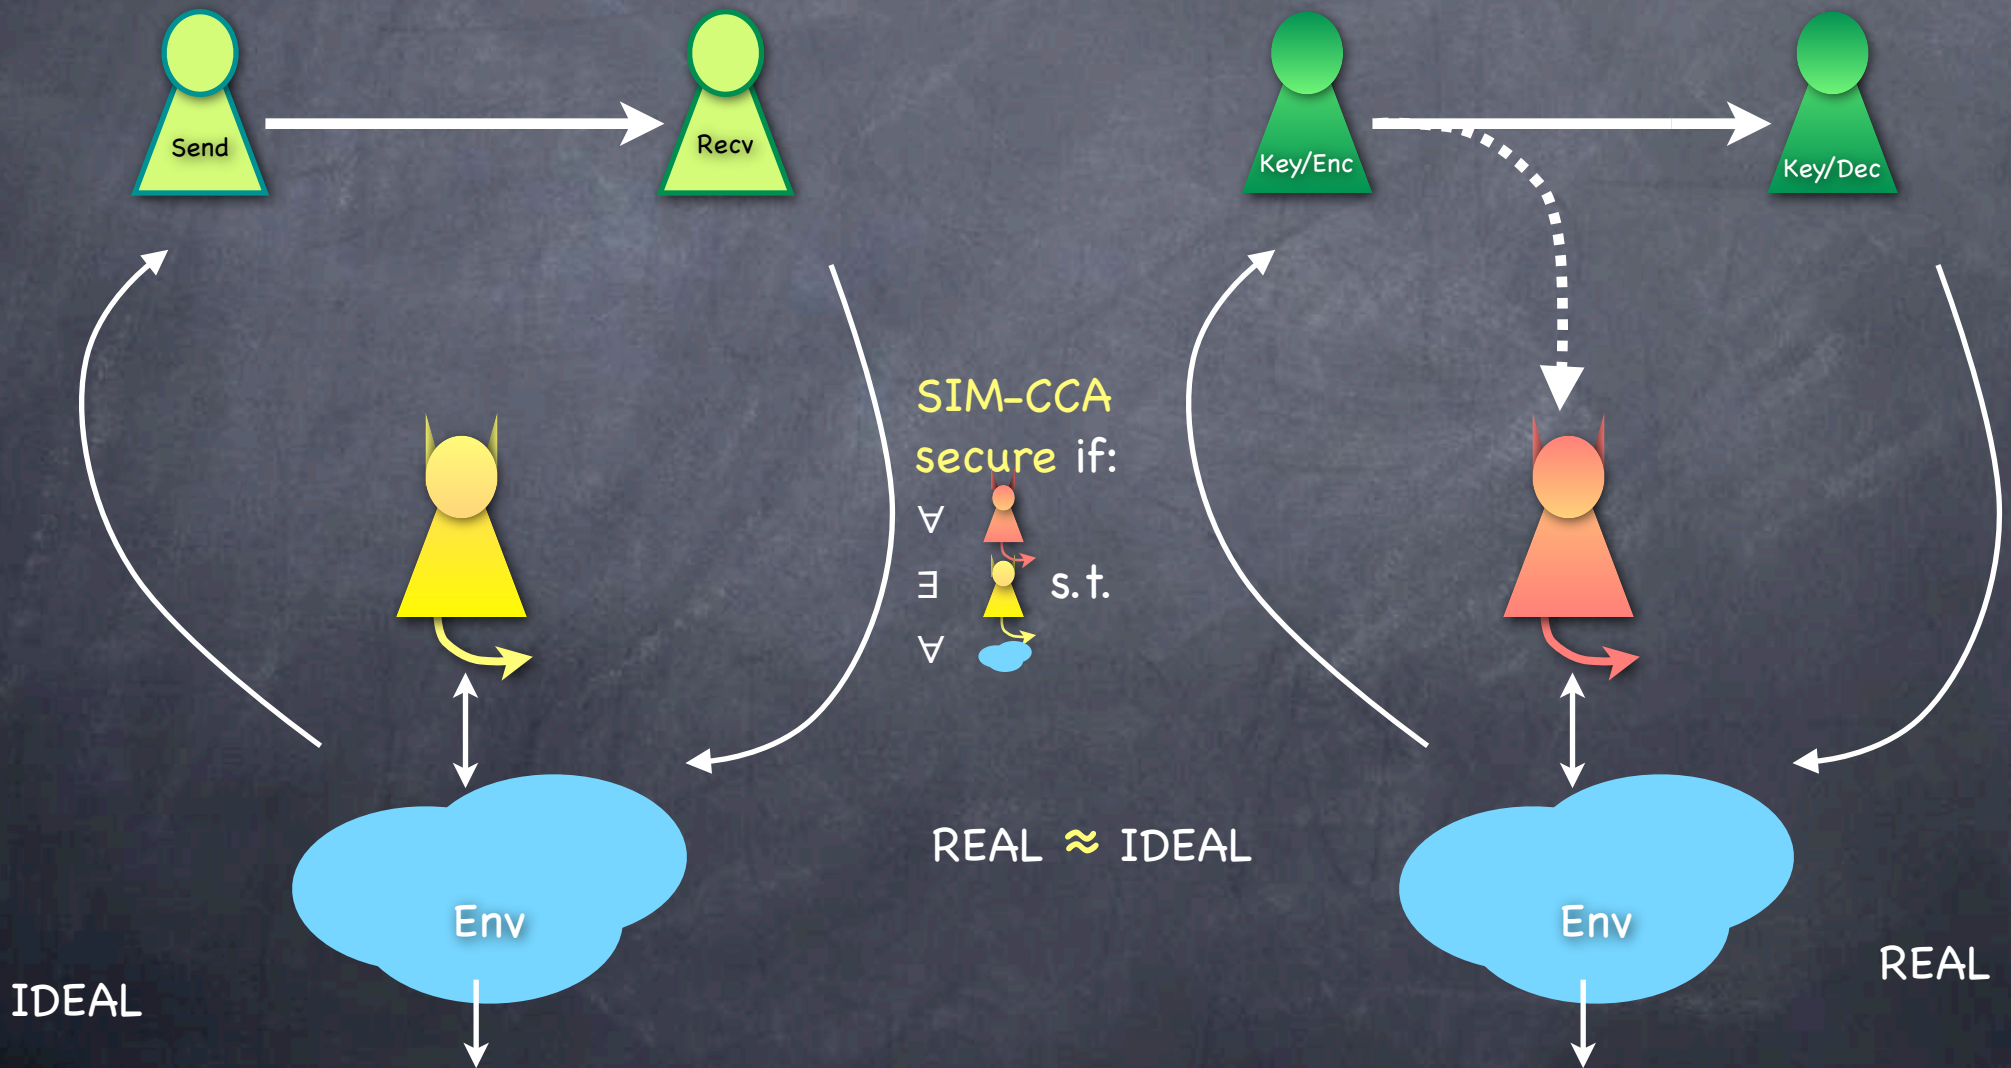 Send
Recv
Key/Enc
Key/Dec
SIM-CCA
secure if:
∀
∃ s.t.
∀
REAL ≈ IDEAL
Env
Env
IDEAL
REAL